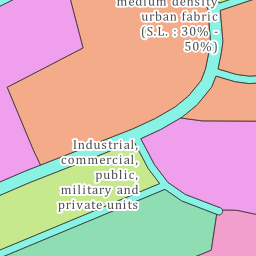 medium density
urban fabric
(S.L. : 30% -
50%)
Industrial,
commercial,
public,
military and
private units